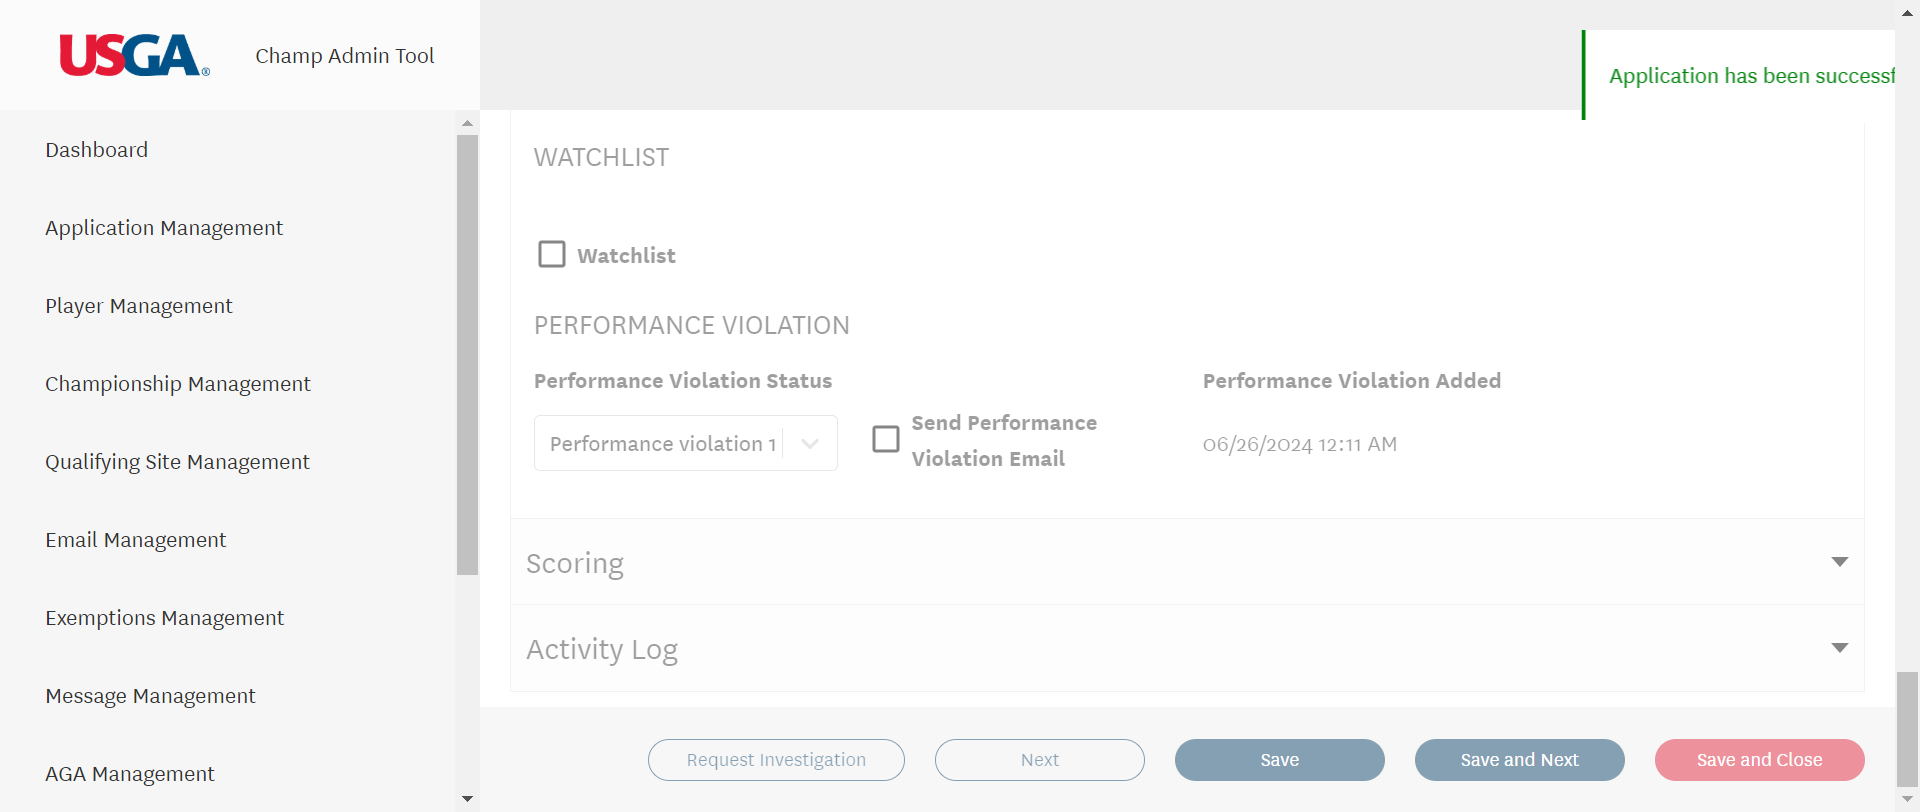 USGA®
Champ Admin Tool
Application has been successf
Dashboard
Application Management
Player Management
Championship Management
Qualifying Site Management
Email Management
Exemptions Management
Message Management
AGA Management
WATCHLIST
Watchlist
PERFORMANCE VIOLATION
Performance Violation Status
Performance Violation Added
Performance violation 1
Send Performance
Violation Email
06/26/2024 12:11 AM
Scoring
Activity Log
Request Investigation
Next
Save
Save and Next
Save and Close